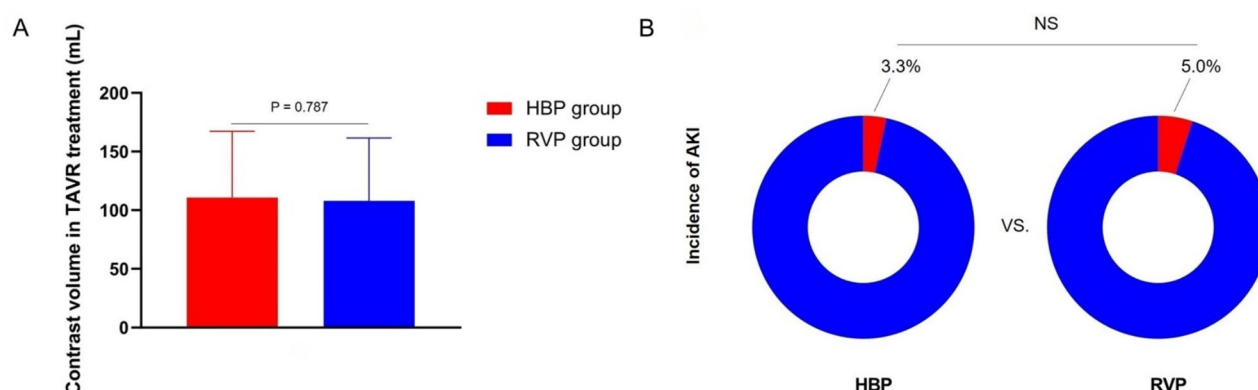 A
Contrast volume in TAVR treatment (mL)
200
150
100
50
0
P = 0.787
HBP group
RVP group
B
NS
3.3%
5.0%
Incidence of AKI
VS.
HBP
RVP